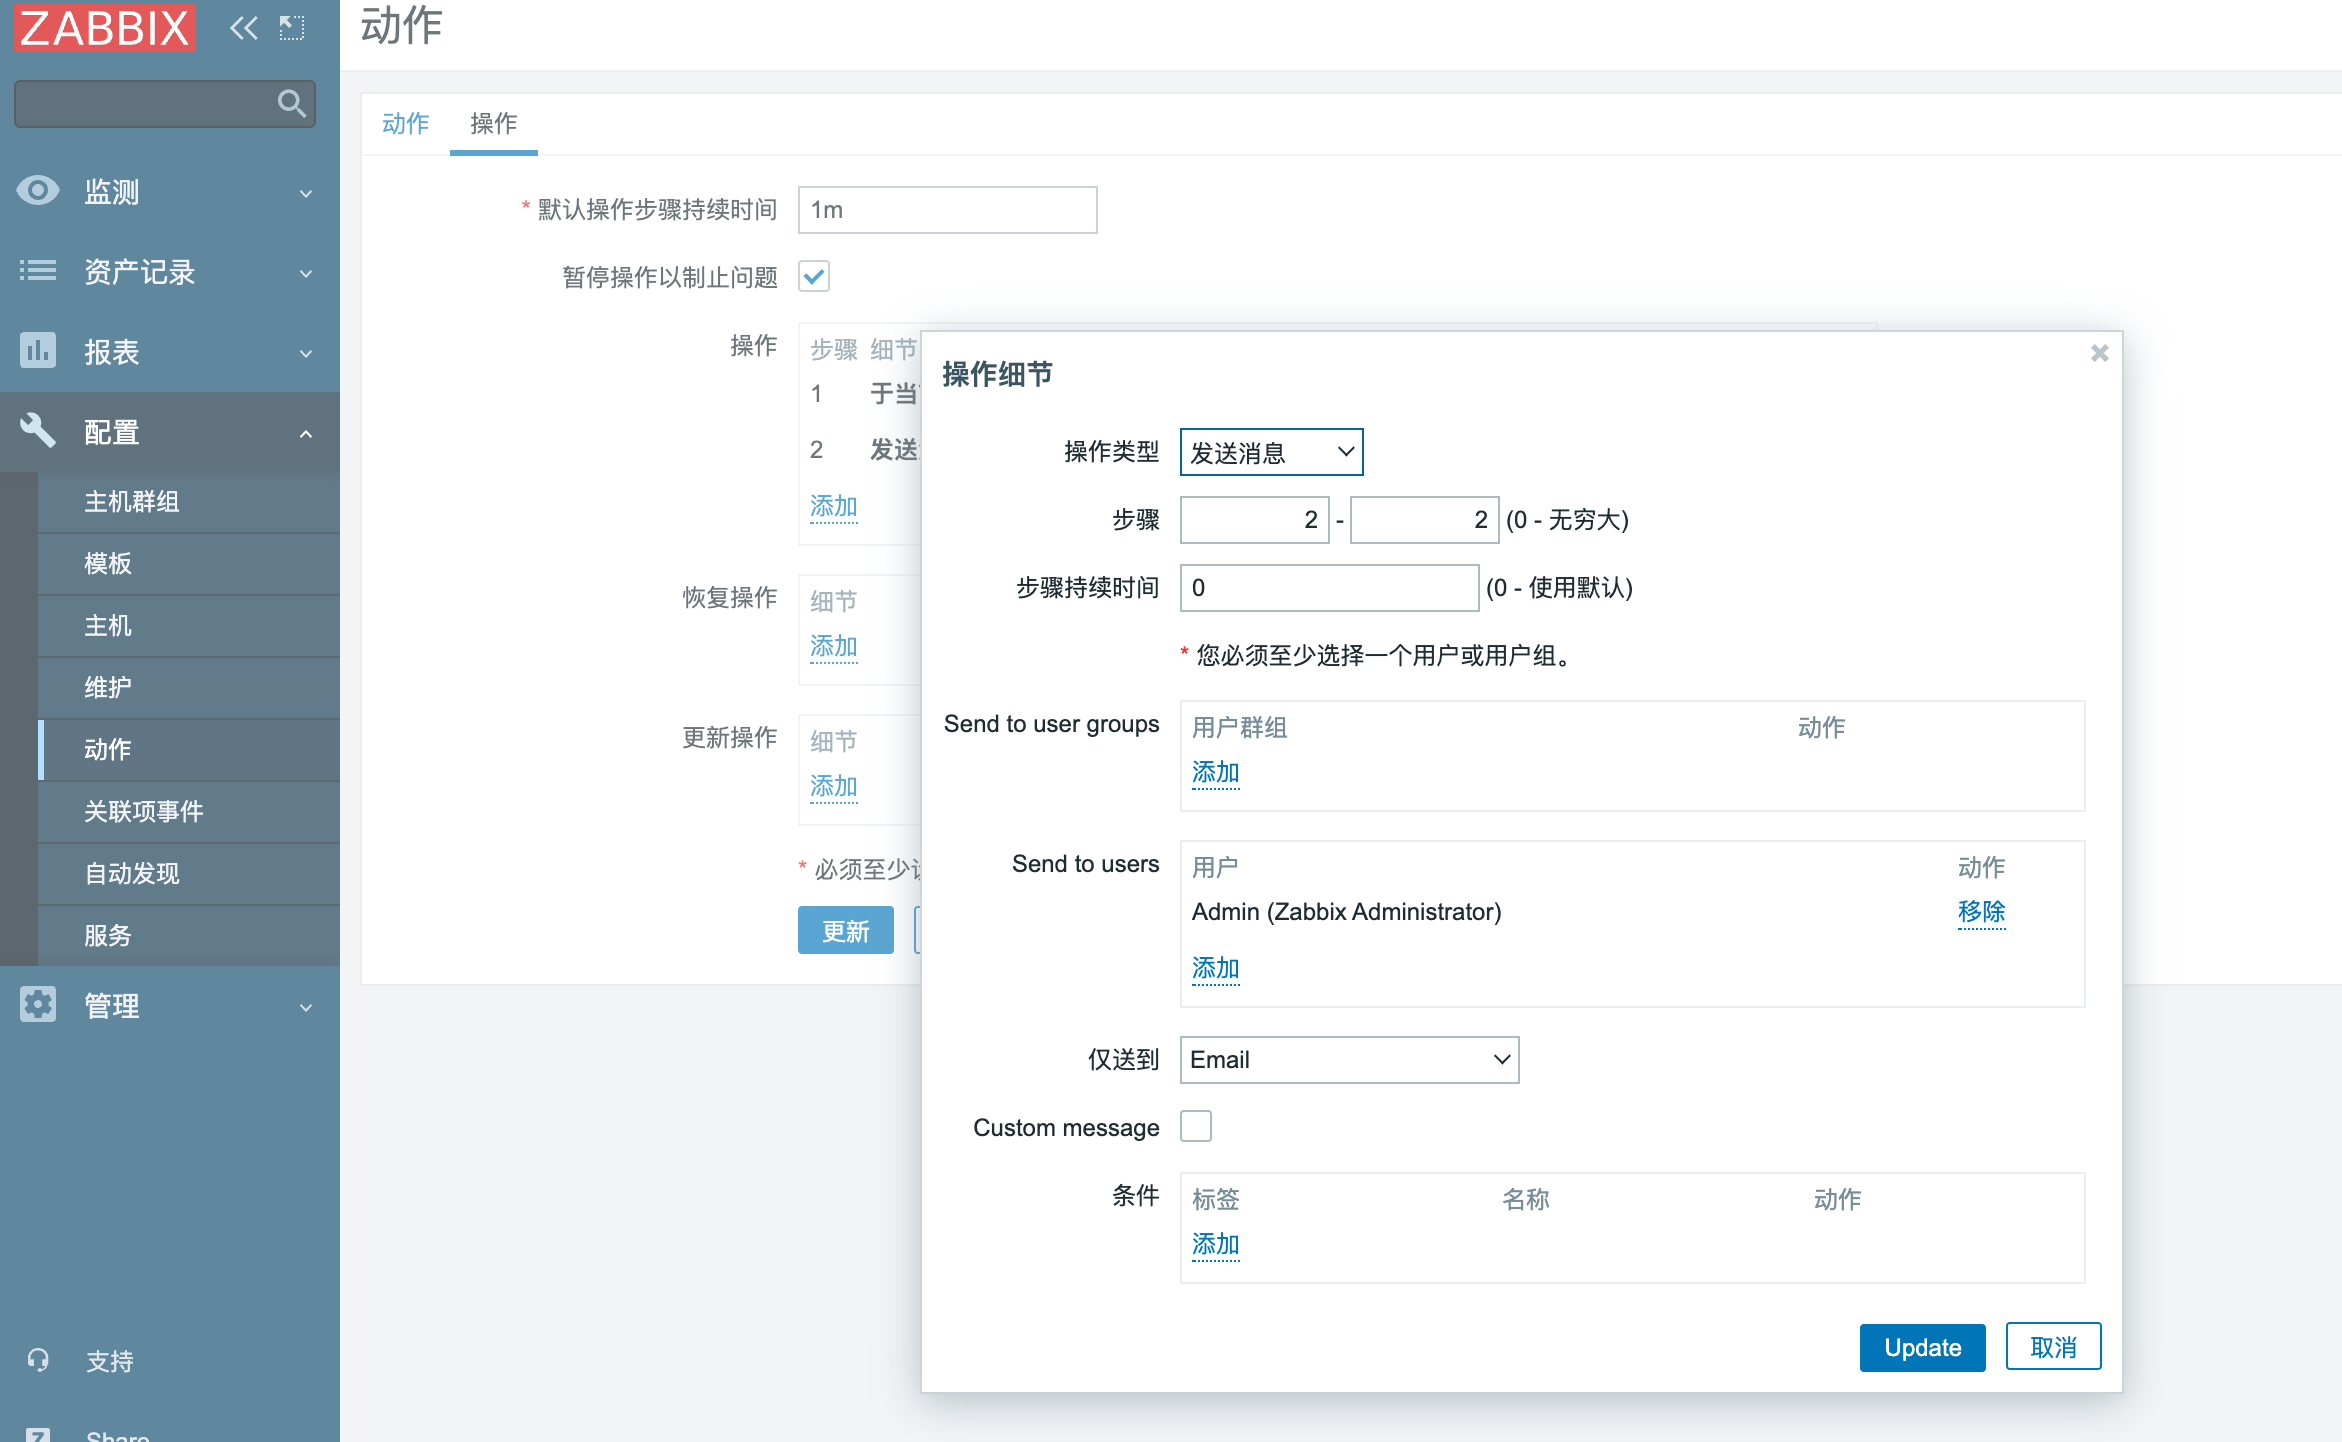 ZABBIX
动作
监测
资产记录
报表
配置
主机群组
模板
主机
维护
动作
关联项事件
自动发现
服务
管理
支持
Share
动作 操作
* 默认操作步骤持续时间 1m
暂停操作以制止问题
操作 步骤 细节
1 于当
2 发送
添加
恢复操作 细节
添加
更新操作 细节
添加
* 必须至少
更新
操作细节
操作类型 发送消息
步骤 2 - 2 (0 - 无穷大)
步骤持续时间 0 (0 - 使用默认)
* 您必须至少选择一个用户或用户组。
Send to user groups 用户群组 动作
添加
Send to users 用户 动作
Admin (Zabbix Administrator) 移除
添加
仅送到 Email
Custom message
条件 标签 名称 动作
添加
Update 取消